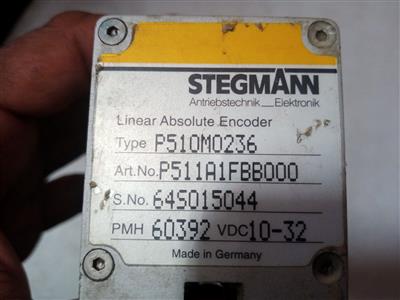 STEGMANN
Antriebstechnik Elektronik
Linear Absolute Encoder
Type P510M0236
Art.No. P511A1FBB000
S.No. 64S015044
PMH 60392 VDC 10-32
Made in Germany